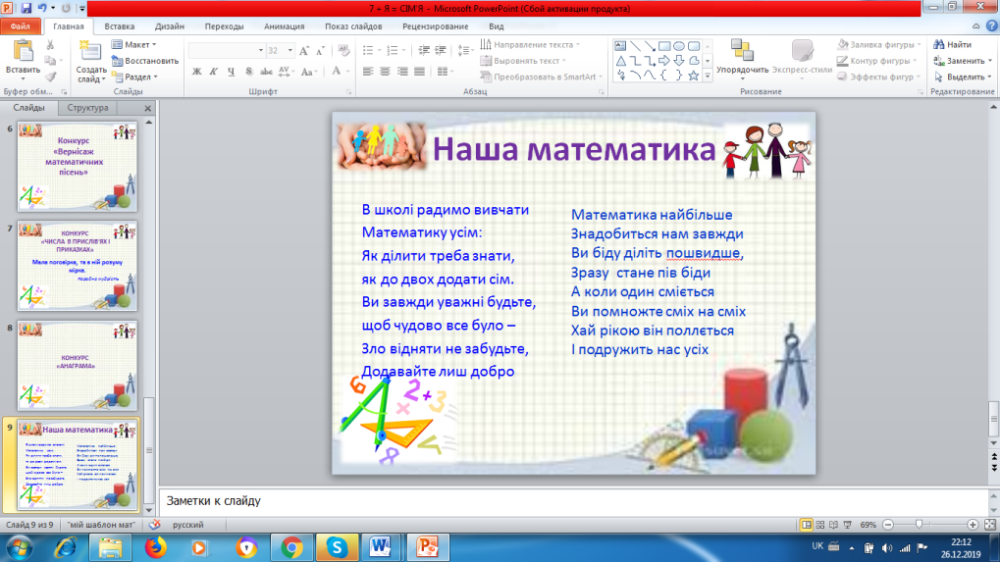 7 + Я = СІМ'Я - Microsoft PowerPoint (Сбой активации продукта)
Файл Главная Вставка Дизайн Переходы Анимация Показ слайдов Рецензирование Вид
Вставить
Буфер обм...
Создать слайд
Макет
Восстановить
Раздел
Слайды
32
Ж К Ч S abc AV Aa A
Шрифт
Направление текста
Выровнять текст
Преобразовать в SmartArt
Абзац
Упорядочить
Экспресс-стили
Заливка фигуры
Контур фигуры
Эффекты фигур
Рисование
Найти
Заменить
Выделить
Редактирование
Слайды Структура
6
Конкурс
«Вернісаж
математичних
пісень»
7
КОНКУРС
«ЧИСЛА В ПРИСЛІВ'ЯХ І
ПРИКАЗКАХ»
Мала поговірка, та в ній розуму
мірка.
Народна мудрість
8
КОНКУРС
«АНАГРАМА»
9
Наша математика
Наша математика
В школі радимо вивчати
Математику усім:
Як ділити треба знати,
як до двох додати сім.
Ви завжди уважні будьте,
щоб чудово все було –
Зло відняти не забудьте,
Додавайте лиш добро
Математика найбільше
Знадобиться нам завжди
Ви біду діліть пошвидше,
Зразу стане пів біди
А коли один сміється
Ви помножте сміх на сміх
Хай рікою він поллється
І подружить нас усіх
Заметки к слайду
Слайд 9 из 9 "мій шаблон мат" русский 69%
UK
22:12
26.12.2019